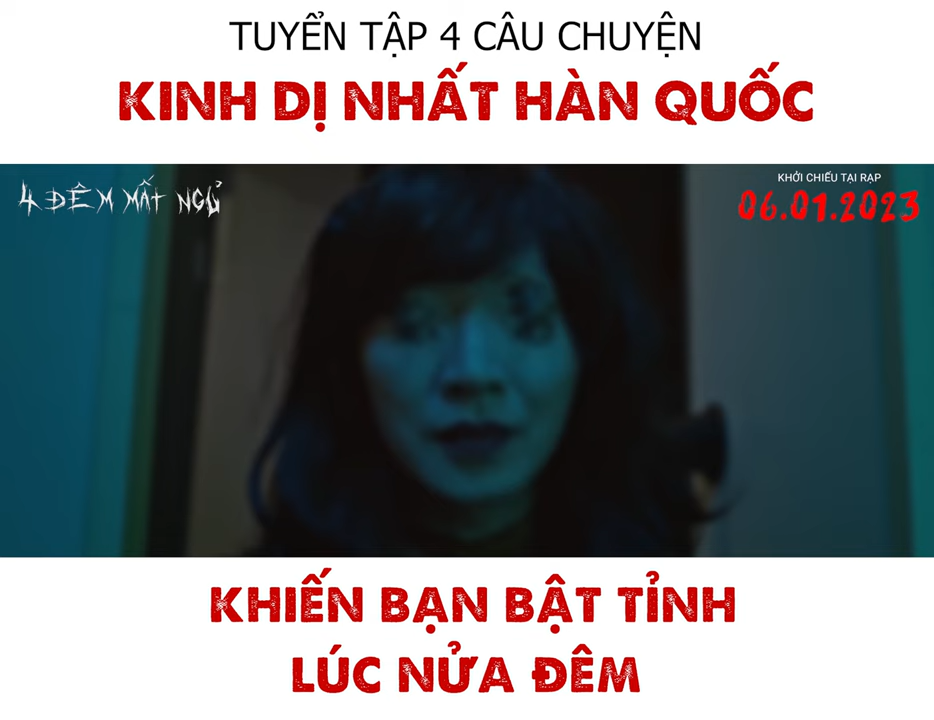 TUYỂN TẬP 4 CÂU CHUYỆN
KINH DỊ NHẤT HÀN QUỐC
4 ĐÊM MẤT NGỦ
KHỞI CHIẾU TẠI RẠP
06.01.2023
KHIẾN BẠN BẬT TỈNH
LÚC NỬA ĐÊM